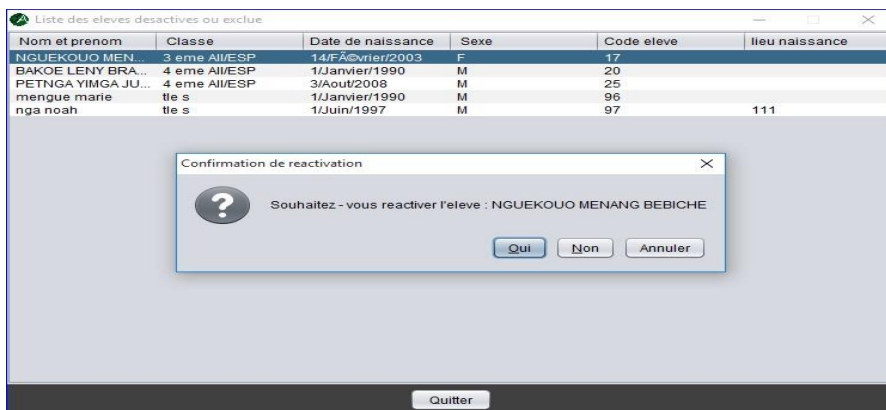 Liste des eleves desactives ou exclue
Nom et prenom Classe Date de naissance Sexe Code eleve lieu naissance
NGUEKOUO MEN... 3 eme All/ESP 14/FÃ©vrier/2003 F 17
BAKOE LENY BRA... 4 eme All/ESP 1/Janvier/1990 M 20
PETNGA YIMGA JU... 4 eme All/ESP 3/Aout/2008 M 25
mengue marie tle s 1/Janvier/1990 M 96
nga noah tle s 1/Juin/1997 M 97 111
Confirmation de reactivation
Souhaitez - vous reactiver l'eleve : NGUEKOUO MENANG BEBICHE
Oui Non Annuler
Quitter